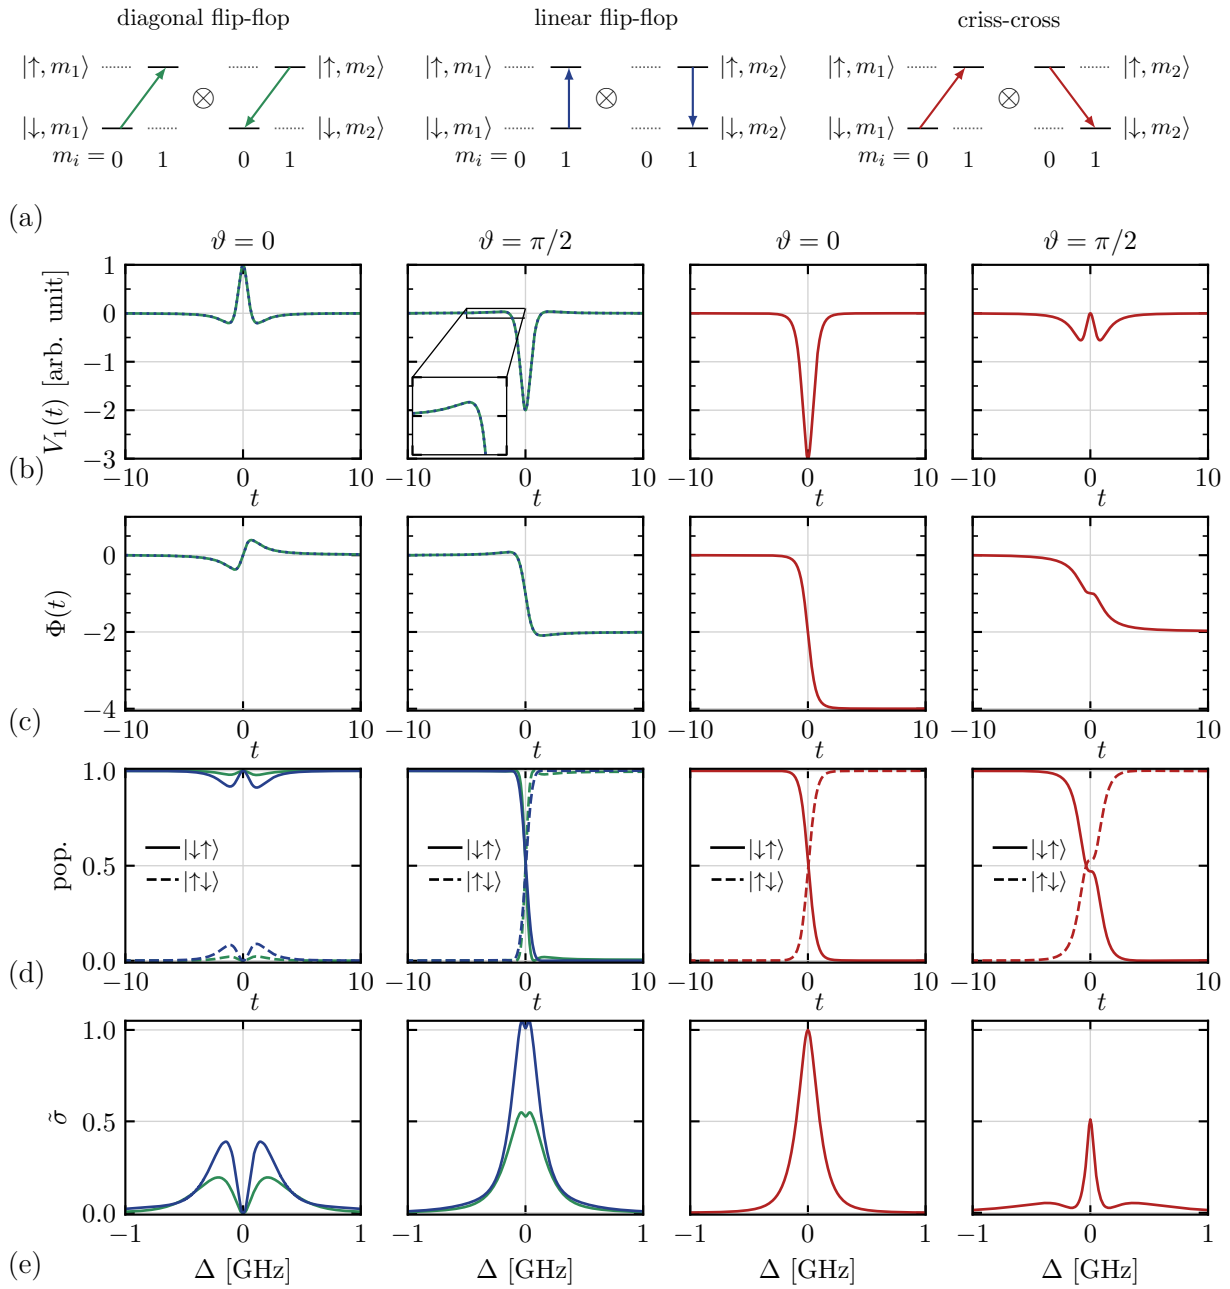 diagonal flip-flop linear flip-flop criss-cross
|↑, m₁⟩ ⊗ |↑, m₂⟩ |↑, m₁⟩ ⊗ |↑, m₂⟩ |↑, m₁⟩ ⊗ |↑, m₂⟩
|↓, m₁⟩ |↓, m₂⟩ |↓, m₁⟩ |↓, m₂⟩ |↓, m₁⟩ |↓, m₂⟩
mᵢ = 0 1 0 1 mᵢ = 0 1 0 1 mᵢ = 0 1 0 1
(a)
ϑ = 0 ϑ = π/2 ϑ = 0 ϑ = π/2
V₁(t) [arb. unit]
1
0
−1
−2
−3
−10 0 10 −10 0 10 −10 0 10 −10 0 10
t t t t
(b)
Φ(t)
0
−2
−4
−10 0 10 −10 0 10 −10 0 10 −10 0 10
t t t t
(c)
pop.
1.0
0.5
0.0
|↓↑⟩ |↓↑⟩ |↓↑⟩ |↓↑⟩
|↑↓⟩ |↑↓⟩ |↑↓⟩ |↑↓⟩
−10 0 10 −10 0 10 −10 0 10 −10 0 10
t t t t
(d)
σ̃
1.0
0.5
0.0
−1 0 1 −1 0 1 −1 0 1 −1 0 1
Δ [GHz] Δ [GHz] Δ [GHz] Δ [GHz]
(e)